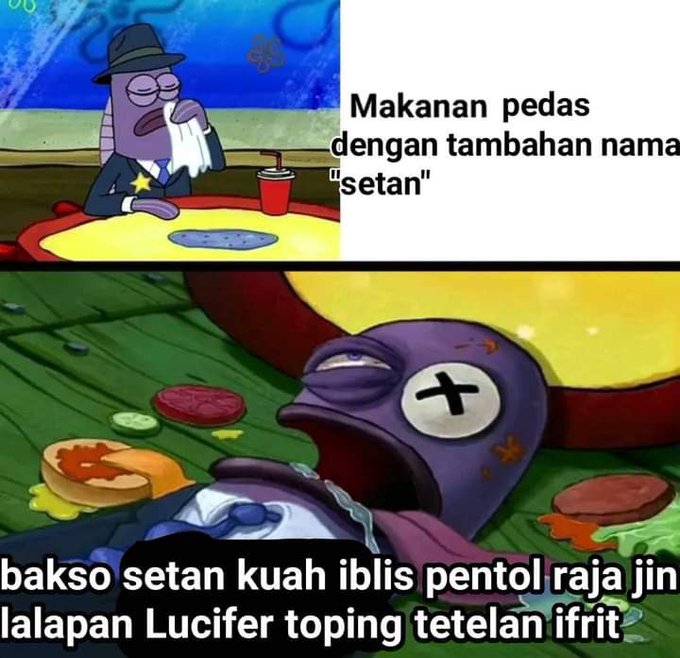 Makanan pedas
dengan tambahan nama
"setan"
bakso setan kuah iblis pentol raja jin
lalapan Lucifer toping tetelan ifrit